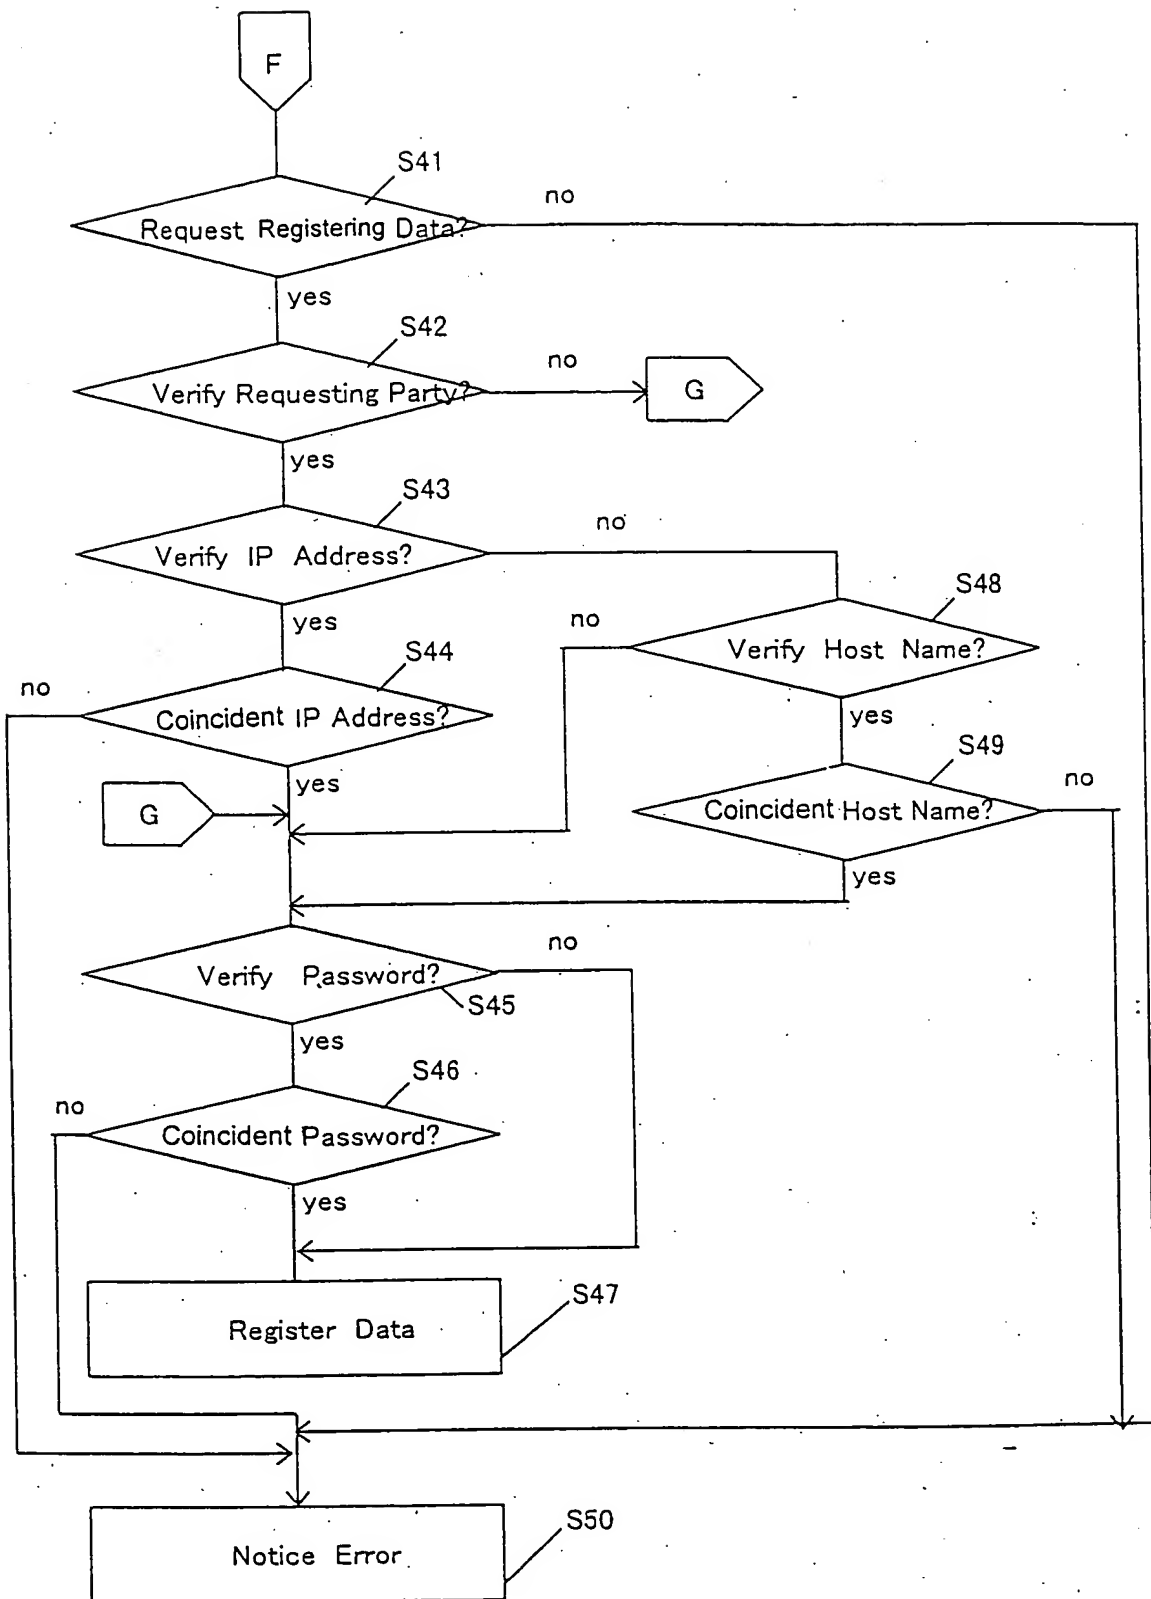 F
S41
no
Request Registering Data?
yes
S42
no
Verify Requesting Party?
G
yes
S43
no
Verify IP Address?
S48
yes
no
Verify Host Name?
S44
no
Coincident IP Address?
yes
S49
yes
no
G
Coincident Host Name?
yes
no
Verify Password?
S45
yes
S46
no
Coincident Password?
yes
S47
Register Data
S50
Notice Error